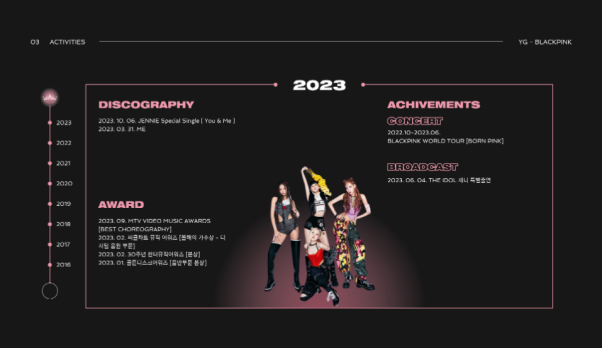 03 ACTIVITIES
YG - BLACKPINK
2023
2023
2022
2021
2020
2019
2018
2017
2016
DISCOGRAPHY
2023. 10. 06. JENNIE Special Single [ You & Me ]
2023. 03. 31. ME
AWARD
2023. 09. MTV VIDEO MUSIC AWARDS
[BEST CHOREOGRAPHY]
2023. 02. 써클차트 뮤직 어워즈 [올해의 가수상 - 디
지털 음원 부문]
2023. 02. 30주년 한터뮤직어워즈 [본상]
2023. 01. 골든디스크어워즈 [음반부문 본상]
ACHIVEMENTS
CONCERT
2022.10-2023.06.
BLACKPINK WORLD TOUR [BORN PINK]
BROADCAST
2023. 06. 04. THE IDOL 제니 특별출연